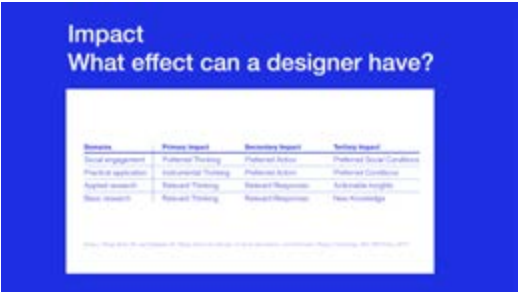 Impact
What effect can a designer have?
Domains Primary Impact Secondary Impact Tertiary Impact
Social engagement Preferred Thinking Preferred Action Preferred Social Conditions
Practical application Instrumental Thinking Preferred Action Preferred Conditions
Applied research Relevant Thinking Relevant Responses Actionable Insights
Basic research Relevant Thinking Relevant Responses New Knowledge